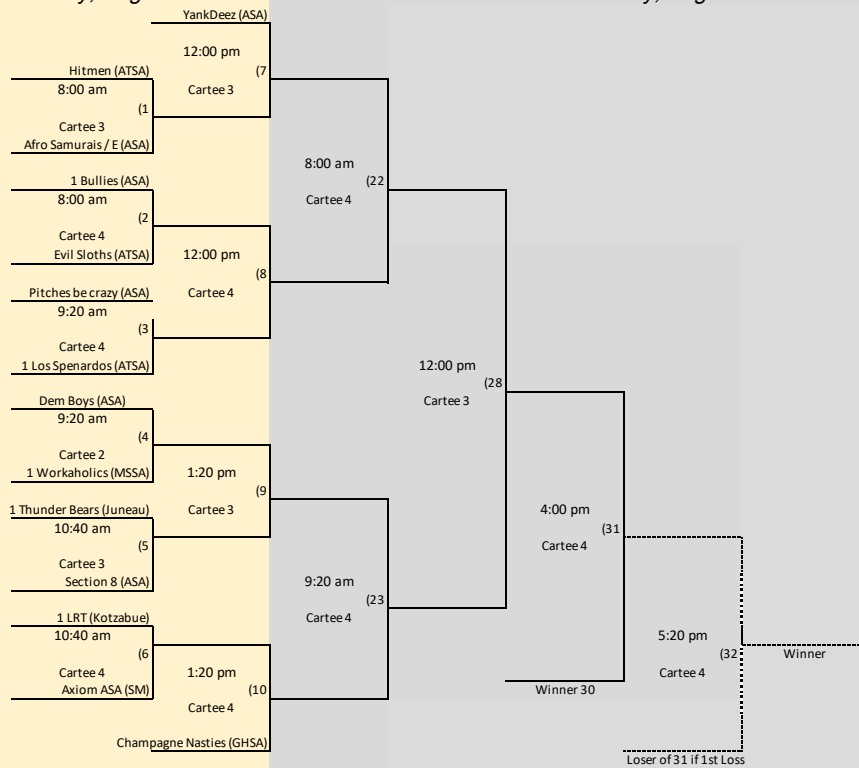 YankDeez (ASA)
12:00 pm
(7
Cartee 3
Hitmen (ATSA)
8:00 am
(1
Cartee 3
Afro Samurais / E (ASA)
1 Bullies (ASA)
8:00 am
(2
Cartee 4
Evil Sloths (ATSA)
12:00 pm
(8
Cartee 4
Pitches be crazy (ASA)
9:20 am
(3
Cartee 4
1 Los Spenardos (ATSA)
Dem Boys (ASA)
9:20 am
(4
Cartee 2
1 Workaholics (MSSA)
1:20 pm
(9
Cartee 3
1 Thunder Bears (Juneau)
10:40 am
(5
Cartee 3
Section 8 (ASA)
1 LRT (Kotzabue)
10:40 am
(6
Cartee 4
Axiom ASA (SM)
1:20 pm
(10
Cartee 4
Champagne Nasties (GHSA)
8:00 am
(22
Cartee 4
9:20 am
(23
Cartee 4
12:00 pm
(28
Cartee 3
4:00 pm
(31
Cartee 4
Winner 30
5:20 pm
(32
Cartee 4
Winner
Loser of 31 if 1st Loss